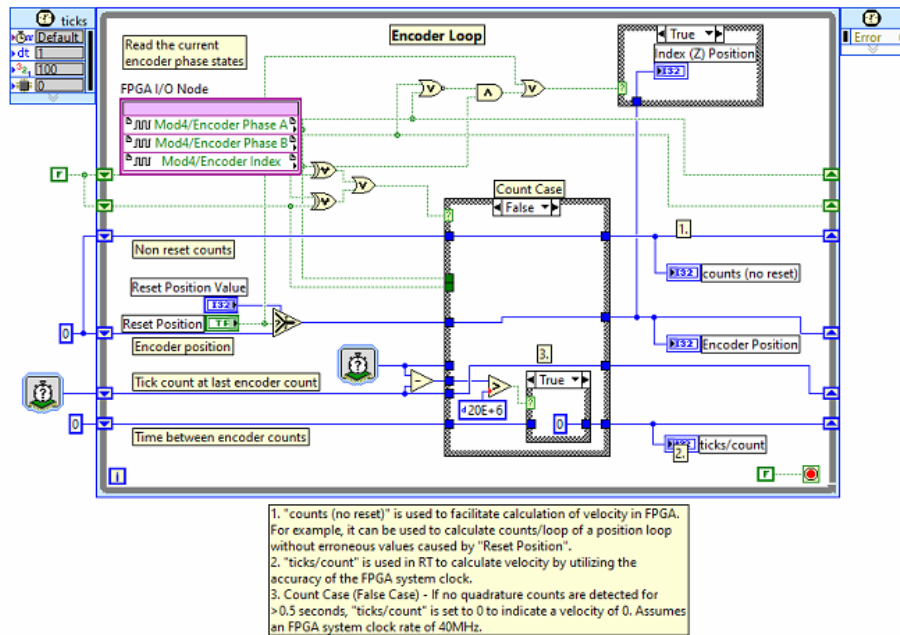 ticks
Default
dt 1
100
0
Error
Read the current
encoder phase states
Encoder Loop
True
Index (Z) Position
I32
FPGA I/O Node
Mod4/Encoder Phase A
Mod4/Encoder Phase B
Mod4/Encoder Index
F
Count Case
False
Non reset counts
1.
I32 counts (no reset)
Reset Position Value
I32
Reset Position TF
0
Encoder position
I32 Encoder Position
3.
Tick count at last encoder count
True
20E+6
0
0
Time between encoder counts
I32 ticks/count
2.
i
F
1. "counts (no reset)" is used to facilitate calculation of velocity in FPGA.
For example, it can be used to calculate counts/loop of a position loop
without erroneous values caused by "Reset Position".
2. "ticks/count" is used in RT to calculate velocity by utilizing the
accuracy of the FPGA system clock.
3. Count Case (False Case) - If no quadrature counts are detected for
>0.5 seconds, "ticks/count" is set to 0 to indicate a velocity of 0. Assumes
an FPGA system clock rate of 40MHz.